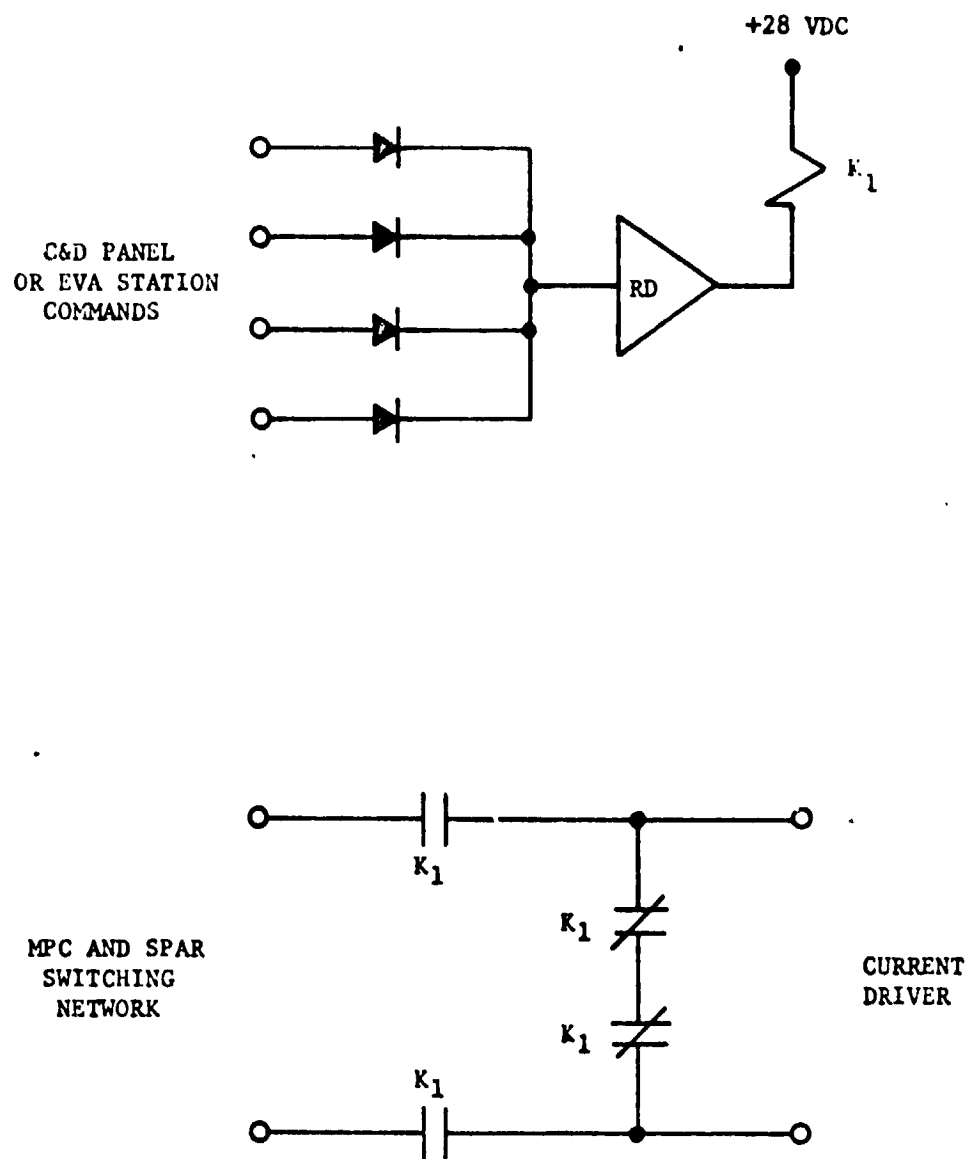 +28 VDC
K1
C&D PANEL
OR EVA STATION
COMMANDS
RD
K1
K1
MPC AND SPAR
SWITCHING
NETWORK
CURRENT
DRIVER
K1
K1